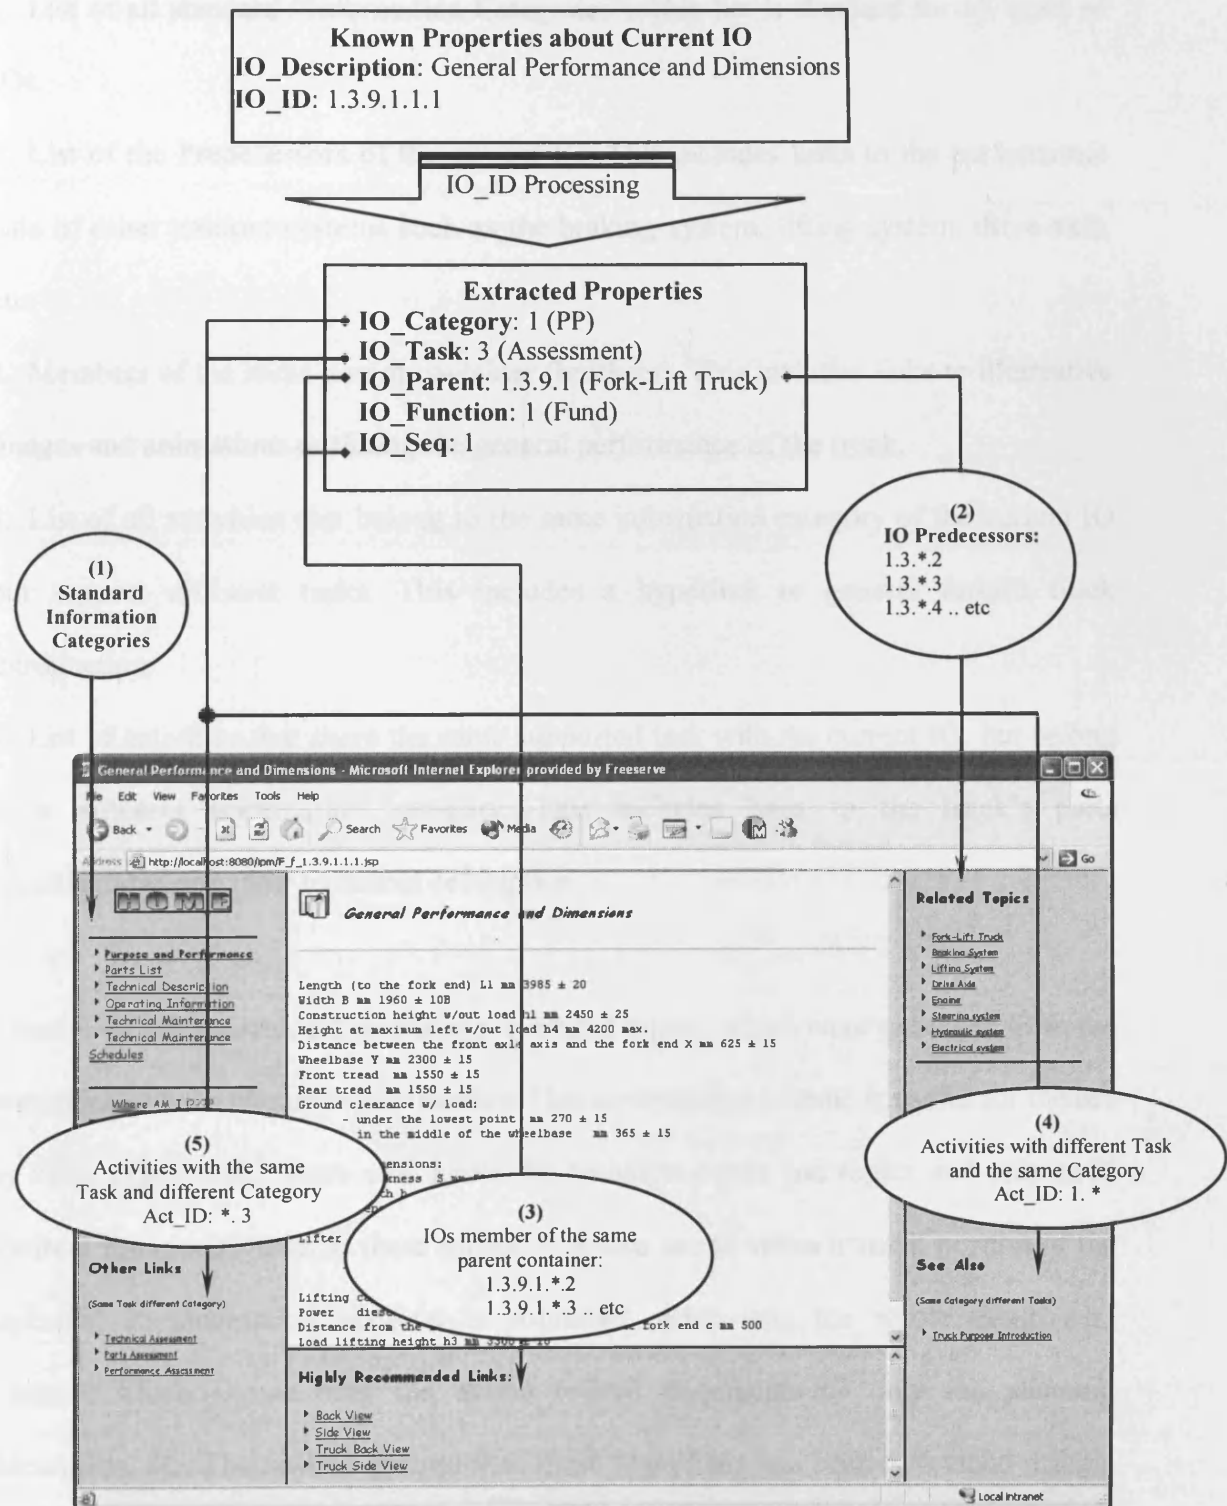 Known Properties about Current IO
IO_Description: General Performance and Dimensions
IO_ID: 1.3.9.1.1.1
IO_ID Processing
Extracted Properties
IO_Category: 1 (PP)
IO_Task: 3 (Assessment)
IO_Parent: 1.3.9.1 (Fork-Lift Truck)
IO_Function: 1 (Fund)
IO_Seq: 1
(1)
Standard
Information
Categories
(2)
IO Predecessors:
1.3.*.2
1.3.*.3
1.3.*.4 .. etc
General Performance and Dimensions - Microsoft Internet Explorer provided by Freeserve
File Edit View Favorites Tools Help
Back Search Favorites Media
Address http://localhost:8080/ipm/F_f_1.3.9.1.1.1.jsp
Go
HOME
Purpose and Performance
Parts List
Technical Description
Operating Information
Technical Maintenance
Technical Maintenance
Schedules
Where AM I ????
General Performance and Dimensions
Length (to the fork end) L1 mm 3985 ± 20
Width B mm 1960 ± 10B
Construction height w/out load h1 mm 2450 ± 25
Height at maximum left w/out load h4 mm 4200 max.
Distance between the front axle axis and the fork end X mm 625 ± 15
Wheelbase Y mm 2300 ± 15
Front tread mm 1550 ± 15
Rear tread mm 1550 ± 15
Ground clearance w/ load:
- under the lowest point mm 270 ± 15
in the middle of the wheelbase mm 365 ± 15
Lifter
Lifting
Power
Distance from the fork end c mm 500
Load lifting height h3 mm 3300 ± 10
Related Topics
Fork-Lift Truck
Braking System
Lifting System
Drive Axle
Engine
Steering system
Hydraulic system
Electrical system
(5)
Activities with the same
Task and different Category
Act_ID: *. 3
(3)
IOs member of the same
parent container:
1.3.9.1.*.2
1.3.9.1.*.3 .. etc
(4)
Activities with different Task
and the same Category
Act_ID: 1. *
Other Links
(Same Task different Category)
Technical Assessment
Parts Assessment
Performance Assessment
Highly Recommended Links:
Back View
Side View
Truck Back View
Truck Side View
See Also
(Same Category different Tasks)
Truck Purpose Introduction
Local intranet